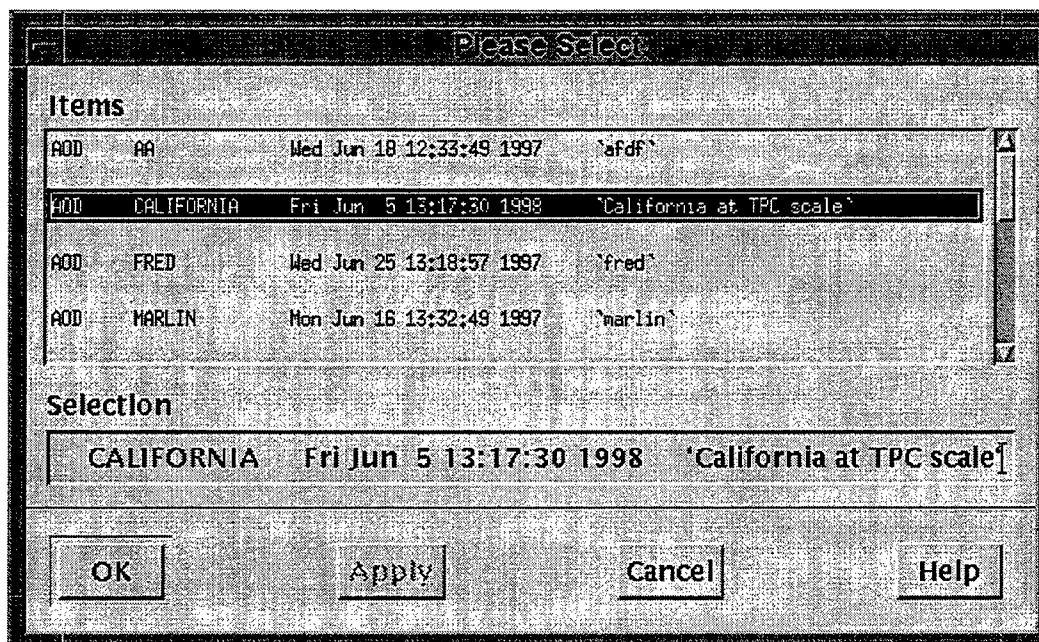 Please Select:
Items
AOD AA Wed Jun 18 12:33:49 1997 `afdf`
AOD CALIFORNIA Fri Jun 5 13:17:30 1998 `California at TPC scale`
AOD FRED Wed Jun 25 13:18:57 1997 `fred`
AOD MARLIN Mon Jun 16 13:32:49 1997 `marlin`
Selection
CALIFORNIA Fri Jun 5 13:17:30 1998 `California at TPC scale`
OK Apply Cancel Help